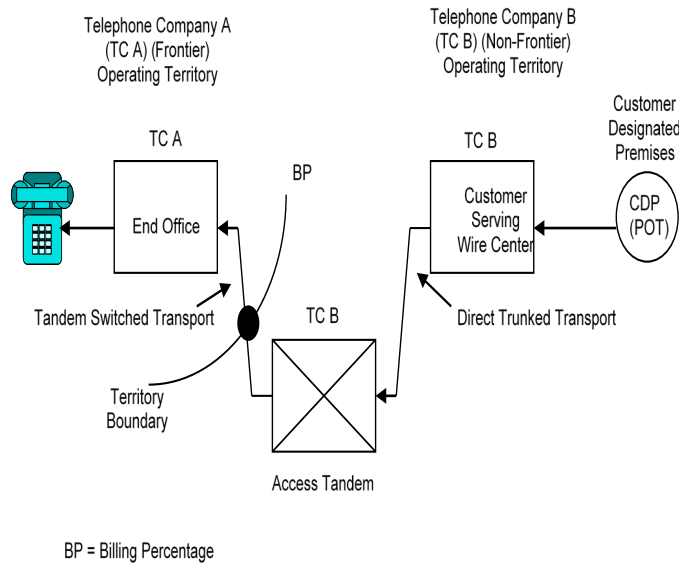 Telephone Company A
(TC A) (Frontier)
Operating Territory
Telephone Company B
(TC B) (Non-Frontier)
Operating Territory
Customer
Designated
Premises
TC A
TC B
BP
End Office
Customer
Serving
Wire Center
CDP
(POT)
Tandem Switched Transport
TC B
Direct Trunked Transport
Territory
Boundary
Access Tandem
BP = Billing Percentage